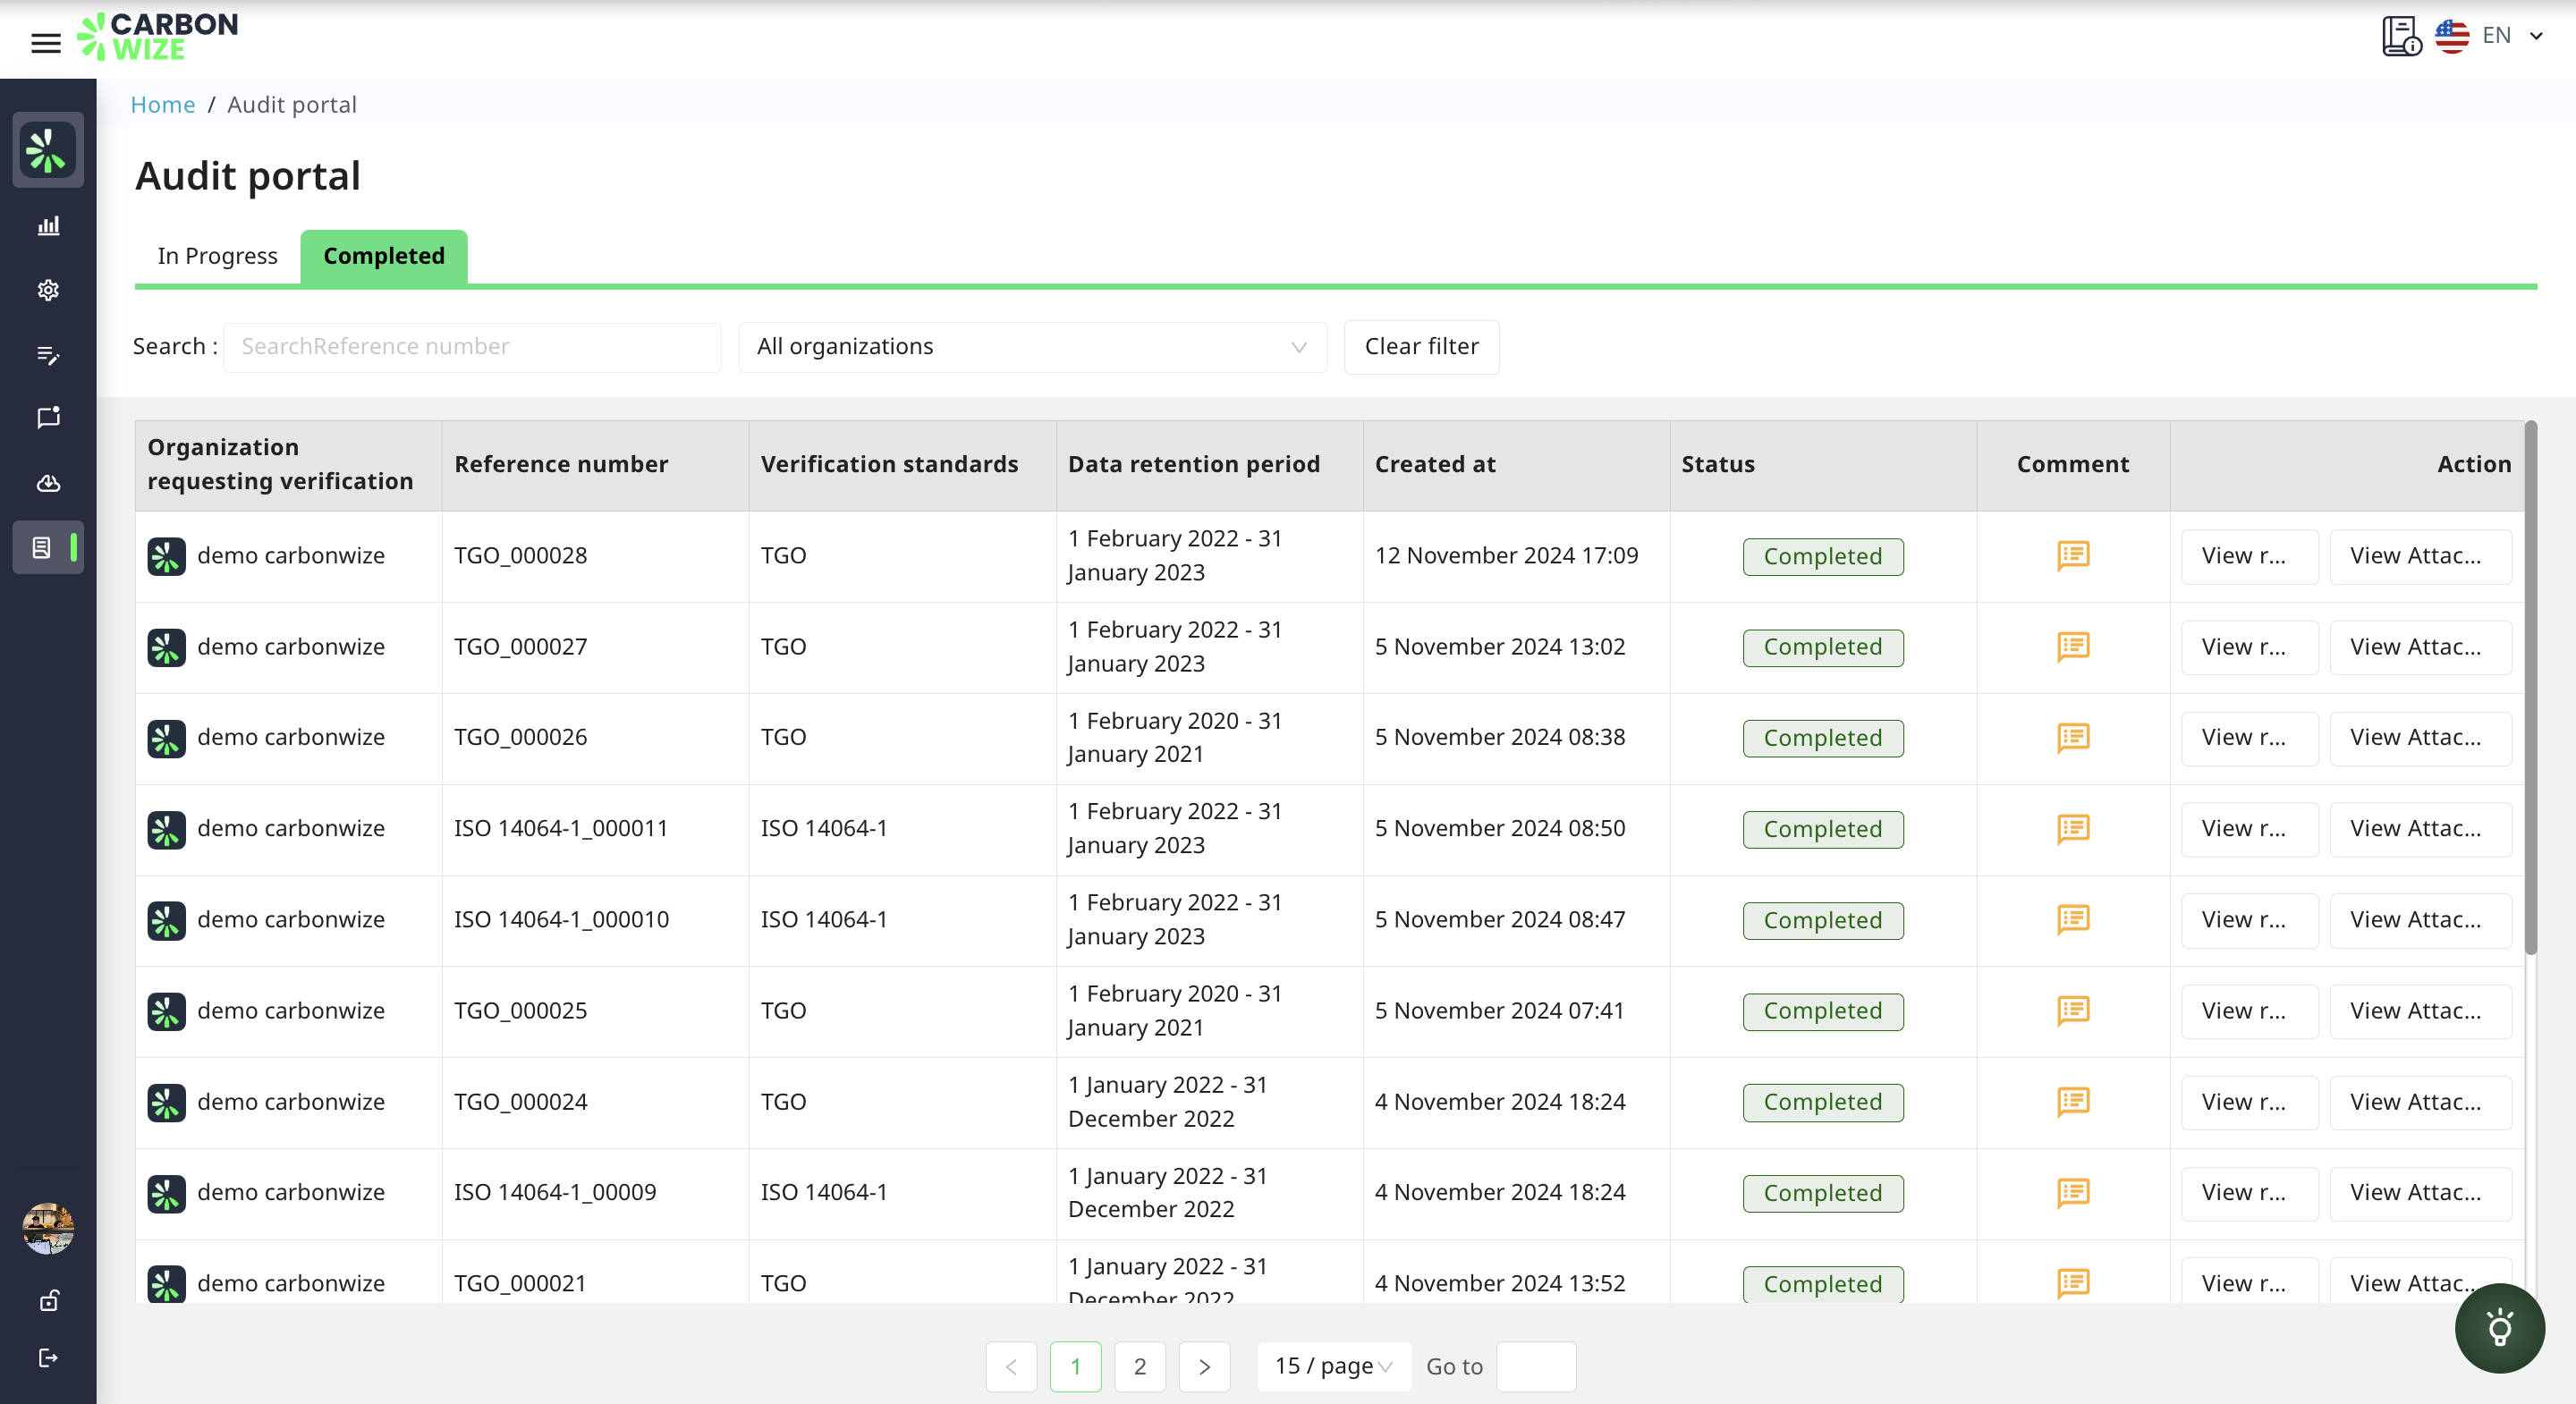 CARBON
WIZE
EN
Home / Audit portal
Audit portal
In Progress
Completed
Search :
SearchReference number
All organizations
Clear filter
Organization
requesting verification
Reference number
Verification standards
Data retention period
Created at
Status
Comment
Action
demo carbonwize
TGO_000028
TGO
1 February 2022 - 31
January 2023
12 November 2024 17:09
Completed
View r...
View Attac...
demo carbonwize
TGO_000027
TGO
1 February 2022 - 31
January 2023
5 November 2024 13:02
Completed
View r...
View Attac...
demo carbonwize
TGO_000026
TGO
1 February 2020 - 31
January 2021
5 November 2024 08:38
Completed
View r...
View Attac...
demo carbonwize
ISO 14064-1_000011
ISO 14064-1
1 February 2022 - 31
January 2023
5 November 2024 08:50
Completed
View r...
View Attac...
demo carbonwize
ISO 14064-1_000010
ISO 14064-1
1 February 2022 - 31
January 2023
5 November 2024 08:47
Completed
View r...
View Attac...
demo carbonwize
TGO_000025
TGO
1 February 2020 - 31
January 2021
5 November 2024 07:41
Completed
View r...
View Attac...
demo carbonwize
TGO_000024
TGO
1 January 2022 - 31
December 2022
4 November 2024 18:24
Completed
View r...
View Attac...
demo carbonwize
ISO 14064-1_00009
ISO 14064-1
1 January 2022 - 31
December 2022
4 November 2024 18:24
Completed
View r...
View Attac...
demo carbonwize
TGO_000021
TGO
1 January 2022 - 31
December 2022
4 November 2024 13:52
Completed
View r...
View Attac...
1
2
15 / page
Go to